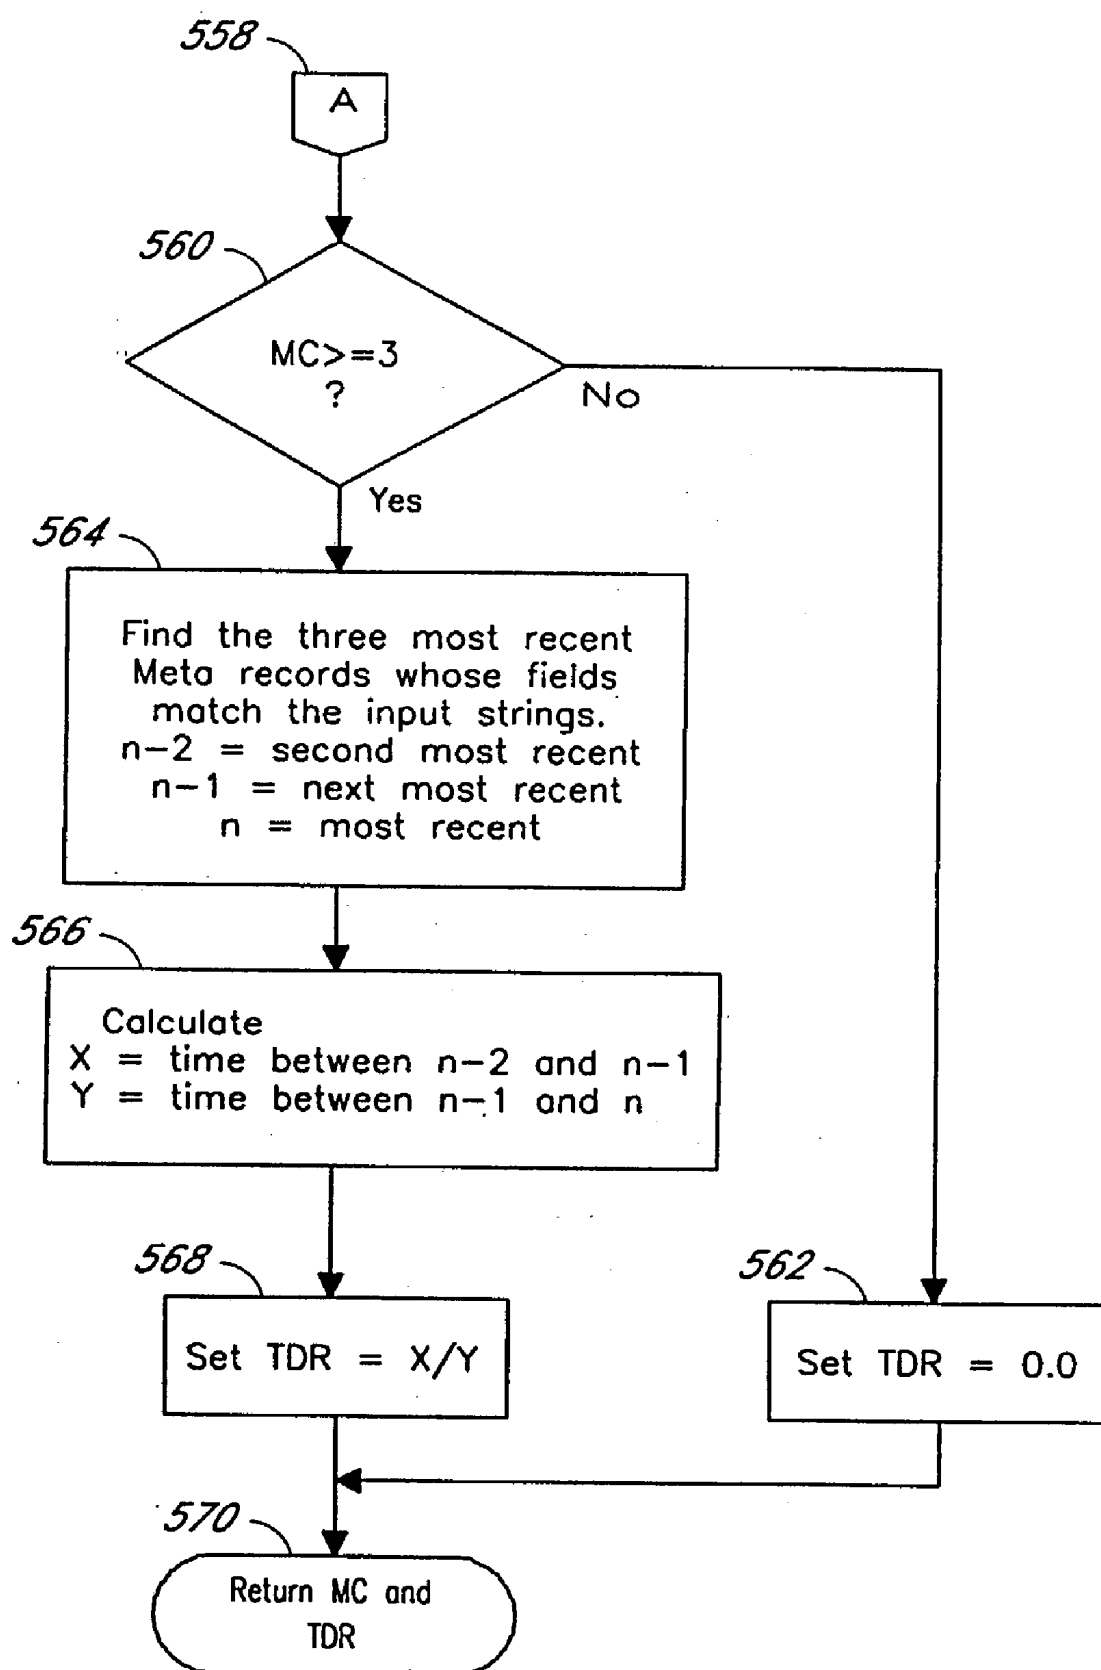 558
A
560
MC>=3
?
No
Yes
564
Find the three most recent
Meta records whose fields
match the input strings.
n-2 = second most recent
n-1 = next most recent
n = most recent
566
Calculate
X = time between n-2 and n-1
Y = time between n-1 and n
568
Set TDR = X/Y
562
Set TDR = 0.0
570
Return MC and
TDR